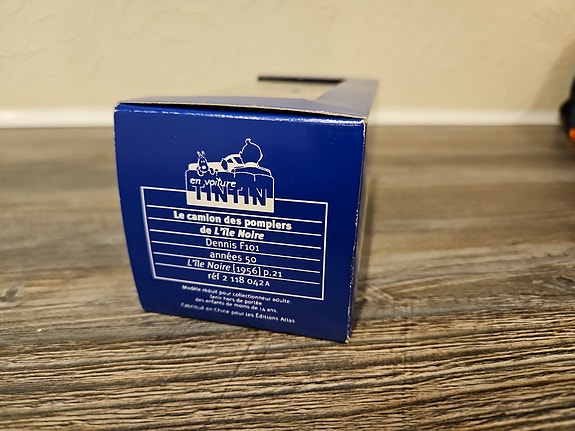 en voiture
TINTIN
Le camion des pompiers
de L'Île Noire
Dennis F101
années 50
L'Île Noire (1956) p.21
réf 2 118 042A
Modèle réduit pour collectionneur adulte.
Tenir hors de portée
des enfants de moins de 14 ans.
Fabriqué en Chine pour les Éditions Atlas